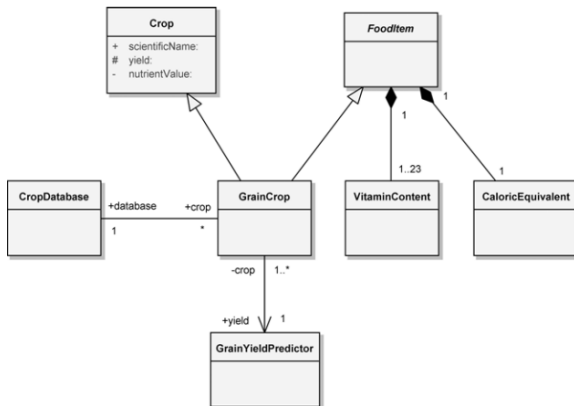 Crop
+ scientificName:
# yield:
- nutrientValue:
FoodItem
1
1
1..23
1
CropDatabase
+database
+crop
1
*
GrainCrop
VitaminContent
CaloricEquivalent
-crop
1..*
+yield
1
GrainYieldPredictor